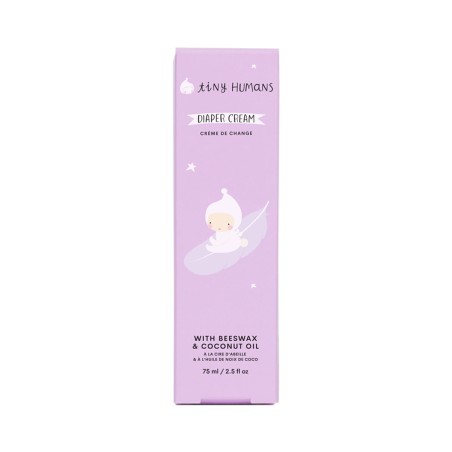 tiny HUMANS
DIAPER CREAM
CRÈME DE CHANGE
WITH BEESWAX
& COCONUT OIL
À LA CIRE D'ABEILLE
& À L'HUILE DE NOIX DE COCO
75 ml / 2.5 fl oz